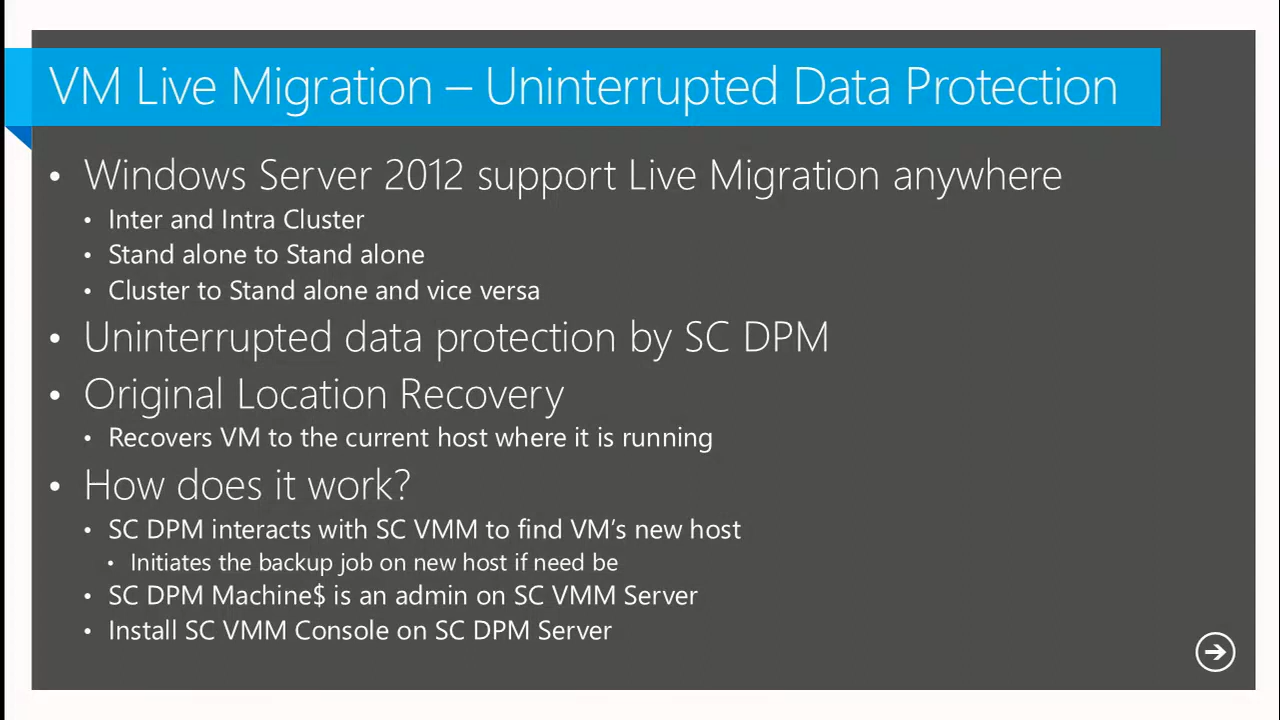 VM Live Migration – Uninterrupted Data Protection
• Windows Server 2012 support Live Migration anywhere
• Inter and Intra Cluster
• Stand alone to Stand alone
• Cluster to Stand alone and vice versa
• Uninterrupted data protection by SC DPM
• Original Location Recovery
• Recovers VM to the current host where it is running
• How does it work?
• SC DPM interacts with SC VMM to find VM's new host
• Initiates the backup job on new host if need be
• SC DPM Machine$ is an admin on SC VMM Server
• Install SC VMM Console on SC DPM Server